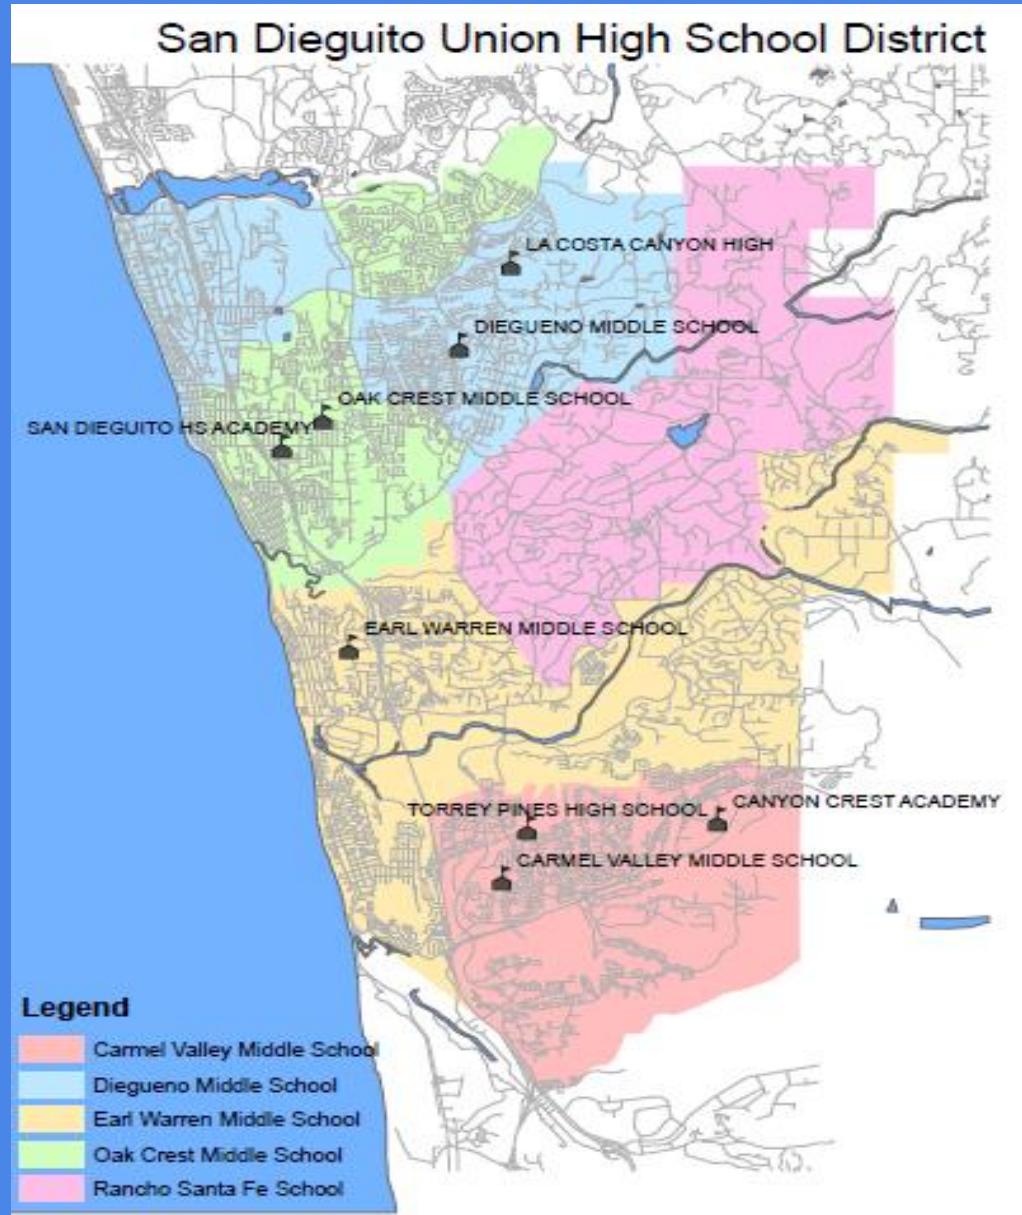 San Dieguito Union High School District
LA COSTA CANYON HIGH
DIEGUENO MIDDLE SCHOOL
OAK CREST MIDDLE SCHOOL
SAN DIEGUITO HS ACADEMY
EARL WARREN MIDDLE SCHOOL
TORREY PINES HIGH SCHOOL
CANYON CREST ACADEMY
CARMEL VALLEY MIDDLE SCHOOL
Legend
Carmel Valley Middle School
Diegueno Middle School
Earl Warren Middle School
Oak Crest Middle School
Rancho Santa Fe School